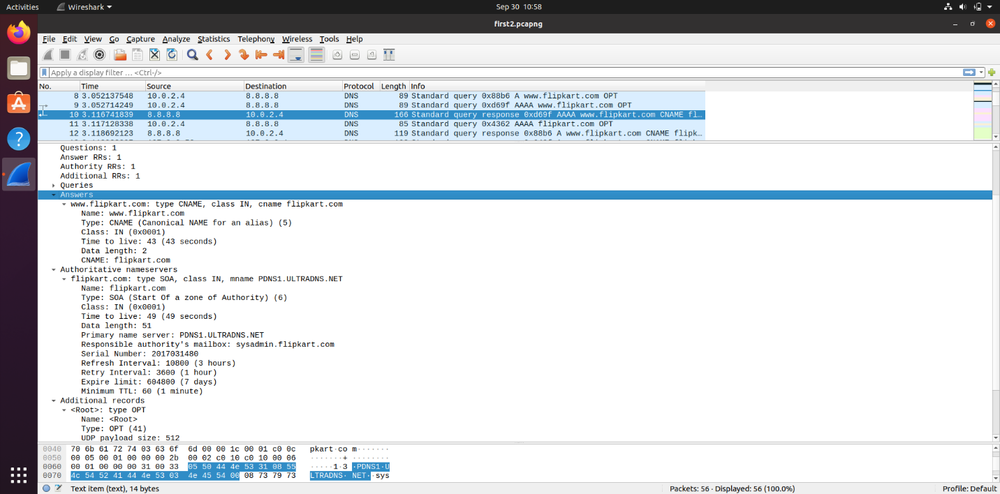 Activities Wireshark Sep 30 10:58
first2.pcapng
File Edit View Go Capture Analyze Statistics Telephony Wireless Tools Help
Apply a display filter … <Ctrl-/>
No. Time Source Destination Protocol Length Info
8 3.052137548 10.0.2.4 8.8.8.8 DNS 89 Standard query 0x88b6 A www.flipkart.com OPT
9 3.052714249 10.0.2.4 8.8.8.8 DNS 89 Standard query 0xd69f AAAA www.flipkart.com OPT
10 3.116741839 8.8.8.8 10.0.2.4 DNS 166 Standard query response 0xd69f AAAA www.flipkart.com CNAME fl…
11 3.117128338 10.0.2.4 8.8.8.8 DNS 85 Standard query 0x4362 AAAA flipkart.com OPT
12 3.118692123 8.8.8.8 10.0.2.4 DNS 119 Standard query response 0x88b6 A www.flipkart.com CNAME flipk…
Questions: 1
Answer RRs: 1
Authority RRs: 1
Additional RRs: 1
Queries
Answers
www.flipkart.com: type CNAME, class IN, cname flipkart.com
Name: www.flipkart.com
Type: CNAME (Canonical NAME for an alias) (5)
Class: IN (0x0001)
Time to live: 43 (43 seconds)
Data length: 2
CNAME: flipkart.com
Authoritative nameservers
flipkart.com: type SOA, class IN, mname PDNS1.ULTRADNS.NET
Name: flipkart.com
Type: SOA (Start Of a zone of Authority) (6)
Class: IN (0x0001)
Time to live: 49 (49 seconds)
Data length: 51
Primary name server: PDNS1.ULTRADNS.NET
Responsible authority's mailbox: sysadmin.flipkart.com
Serial Number: 2017031480
Refresh Interval: 10800 (3 hours)
Retry Interval: 3600 (1 hour)
Expire limit: 604800 (7 days)
Minimum TTL: 60 (1 minute)
Additional records
<Root>: type OPT
Name: <Root>
Type: OPT (41)
UDP payload size: 512
0040 70 6b 61 72 74 03 63 6f 6d 00 00 1c 00 01 c0 0c pkart·co m·······
0050 00 05 00 01 00 00 00 2b 00 02 c0 10 c0 10 00 06 ·······+ ········
0060 00 01 00 00 00 31 00 33 05 50 44 4e 53 31 08 55 ·····1·3 ·PDNS1·U
0070 4c 54 52 41 44 4e 53 03 4e 45 54 00 08 73 79 73 LTRADNS· NET··sys
Text item (text), 14 bytes Packets: 56 · Displayed: 56 (100.0%) Profile: Default